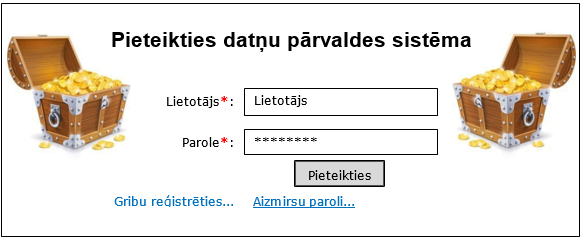 Pieteikties datņu pārvaldes sistēma
Lietotājs*: Lietotājs
Parole*: ********
Pieteikties
Gribu reģistrēties... Aizmirsu paroli...